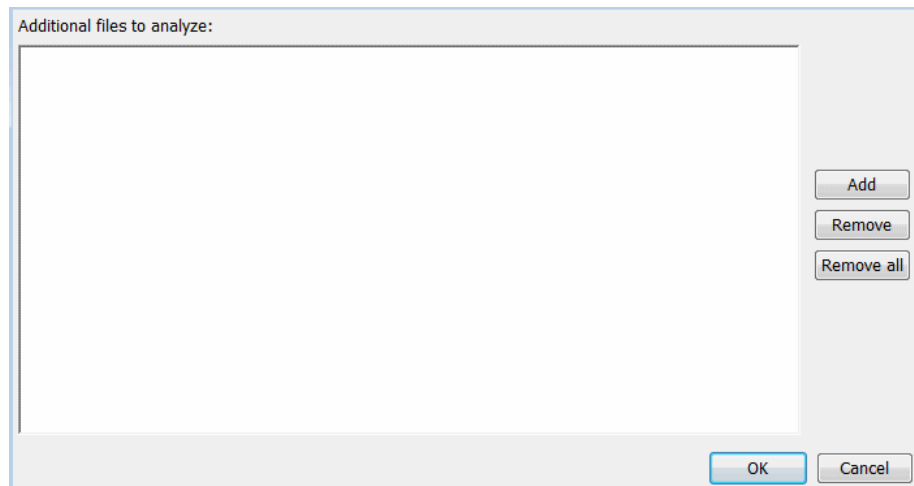 Additional files to analyze:
Add
Remove
Remove all
OK
Cancel